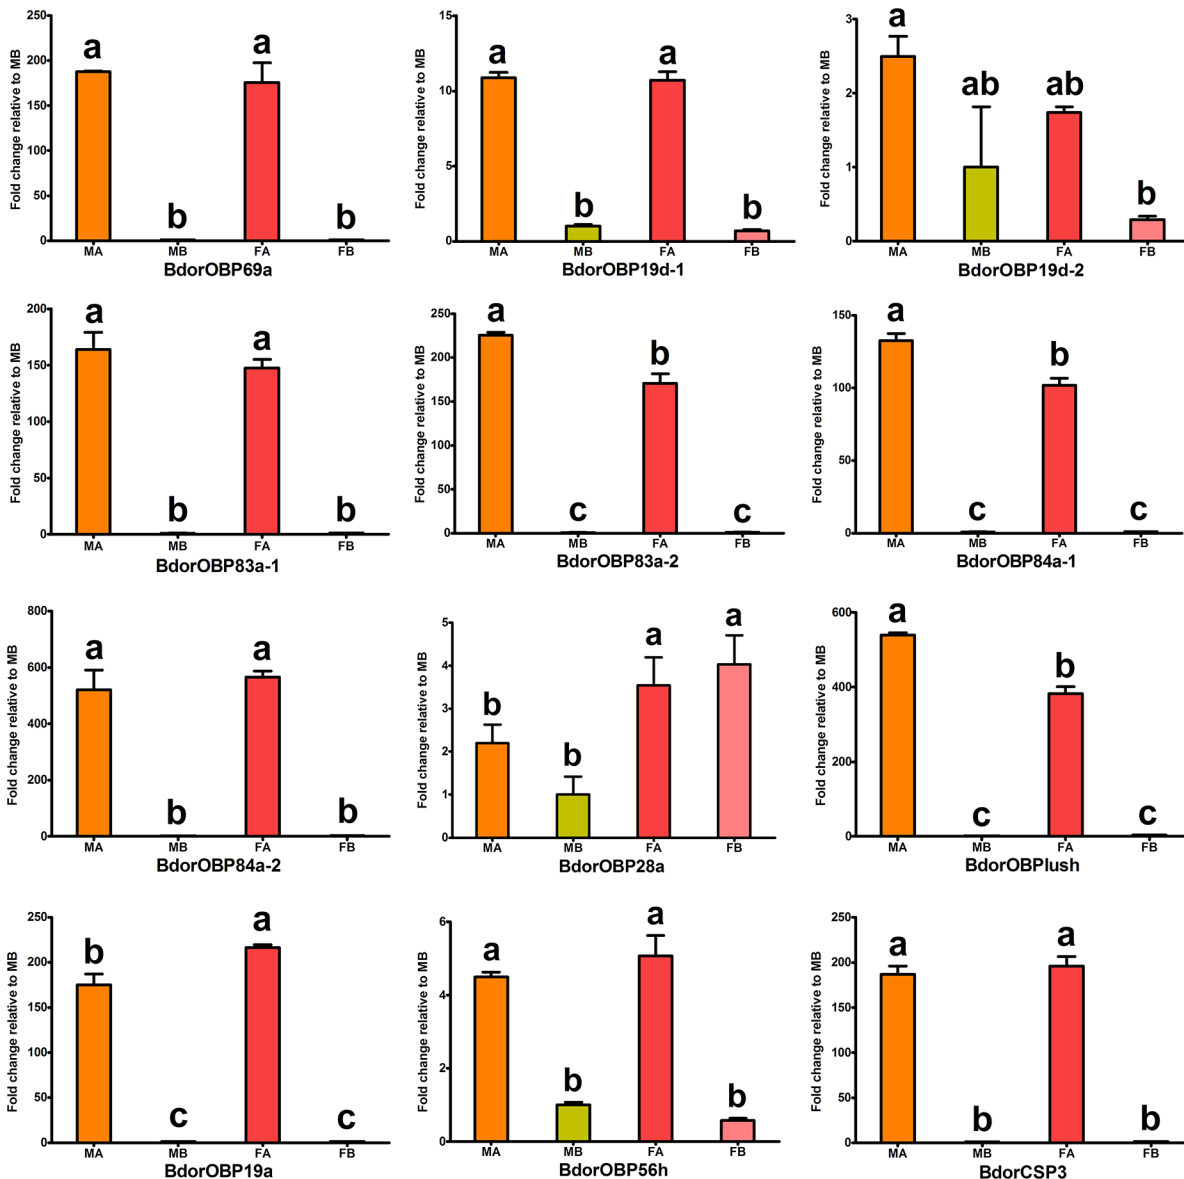 Fold change relative to MB
250
200
150
100
50
0
a
b
a
b
MA MB FA FB
BdorOBP69a
Fold change relative to MB
15
10
5
0
a
b
a
b
MA MB FA FB
BdorOBP19d-1
Fold change relative to MB
3
2
1
0
a
ab
ab
b
MA MB FA FB
BdorOBP19d-2
Fold change relative to MB
200
150
100
50
0
a
b
a
b
MA MB FA FB
BdorOBP83a-1
Fold change relative to MB
250
200
150
100
50
0
a
c
b
c
MA MB FA FB
BdorOBP83a-2
Fold change relative to MB
150
100
50
0
a
c
b
c
MA MB FA FB
BdorOBP84a-1
Fold change relative to MB
800
600
400
200
0
a
b
a
b
MA MB FA FB
BdorOBP84a-2
Fold change relative to MB
5
4
3
2
1
0
b
b
a
a
MA MB FA FB
BdorOBP28a
Fold change relative to MB
600
400
200
0
a
c
b
c
MA MB FA FB
BdorOBPlush
Fold change relative to MB
250
200
150
100
50
0
b
c
a
c
MA MB FA FB
BdorOBP19a
Fold change relative to MB
6
4
2
0
a
b
a
b
MA MB FA FB
BdorOBP56h
Fold change relative to MB
250
200
150
100
50
0
a
b
a
b
MA MB FA FB
BdorCSP3